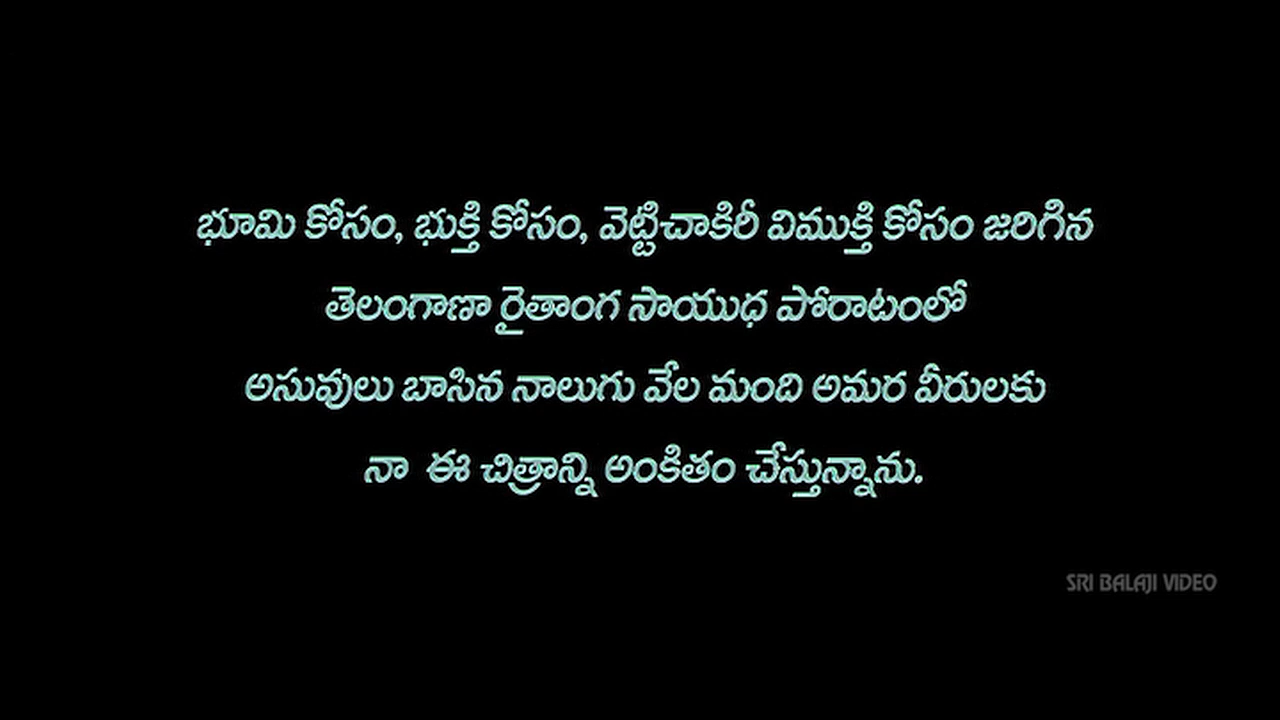 భూమి కోసం, భుక్తి కోసం, వెట్టిచాకిరీ విముక్తి కోసం జరిగిన
తెలంగాణా రైతాంగ సాయుధ పోరాటంలో
అసువులు బాసిన నాలుగు వేల మంది అమర వీరులకు
నా ఈ చిత్రాన్ని అంకితం చేస్తున్నాను.
SRI BALAJI VIDEO